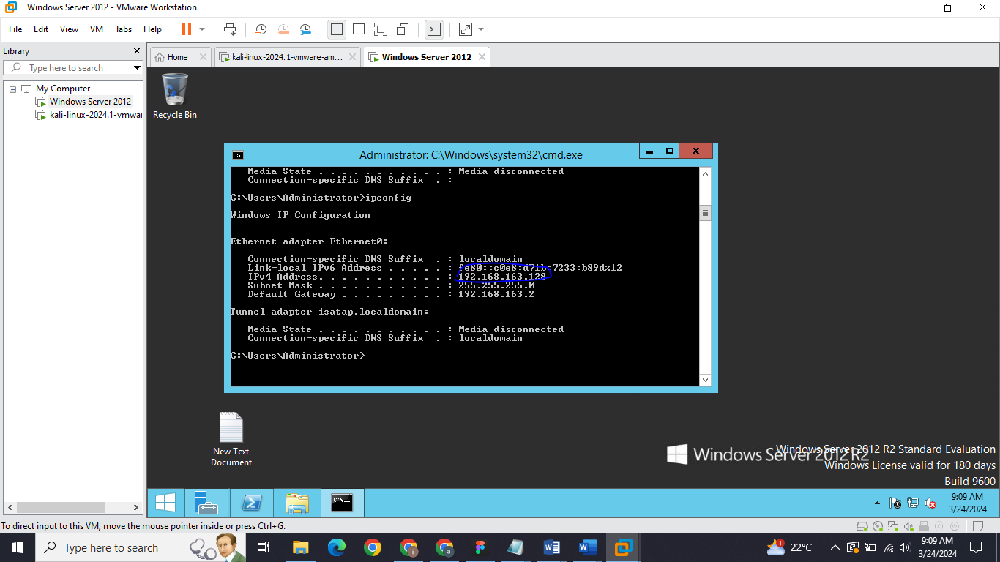 Windows Server 2012 - VMware Workstation
File Edit View VM Tabs Help
Library
Type here to search
My Computer
Windows Server 2012
kali-linux-2024.1-vmwar
Home
kali-linux-2024.1-vmware-am...
Windows Server 2012
Recycle Bin
Administrator: C:\Windows\system32\cmd.exe
Media State . . . . . . . . . . . : Media disconnected
Connection-specific DNS Suffix  . :
C:\Users\Administrator>ipconfig
Windows IP Configuration
Ethernet adapter Ethernet0:
Connection-specific DNS Suffix  . : localdomain
Link-local IPv6 Address . . . . . : fe80::c0e8:d71b:7233:b89d%12
IPv4 Address. . . . . . . . . . . : 192.168.163.128
Subnet Mask . . . . . . . . . . . : 255.255.255.0
Default Gateway . . . . . . . . . : 192.168.163.2
Tunnel adapter isatap.localdomain:
Media State . . . . . . . . . . . : Media disconnected
Connection-specific DNS Suffix  . : localdomain
C:\Users\Administrator>
New Text
Document
Windows Server 2012 R2
Windows Server 2012 R2 Standard Evaluation
Windows License valid for 180 days
Build 9600
9:09 AM
3/24/2024
To direct input to this VM, move the mouse pointer inside or press Ctrl+G.
Type here to search
1
22°C
9:09 AM
3/24/2024